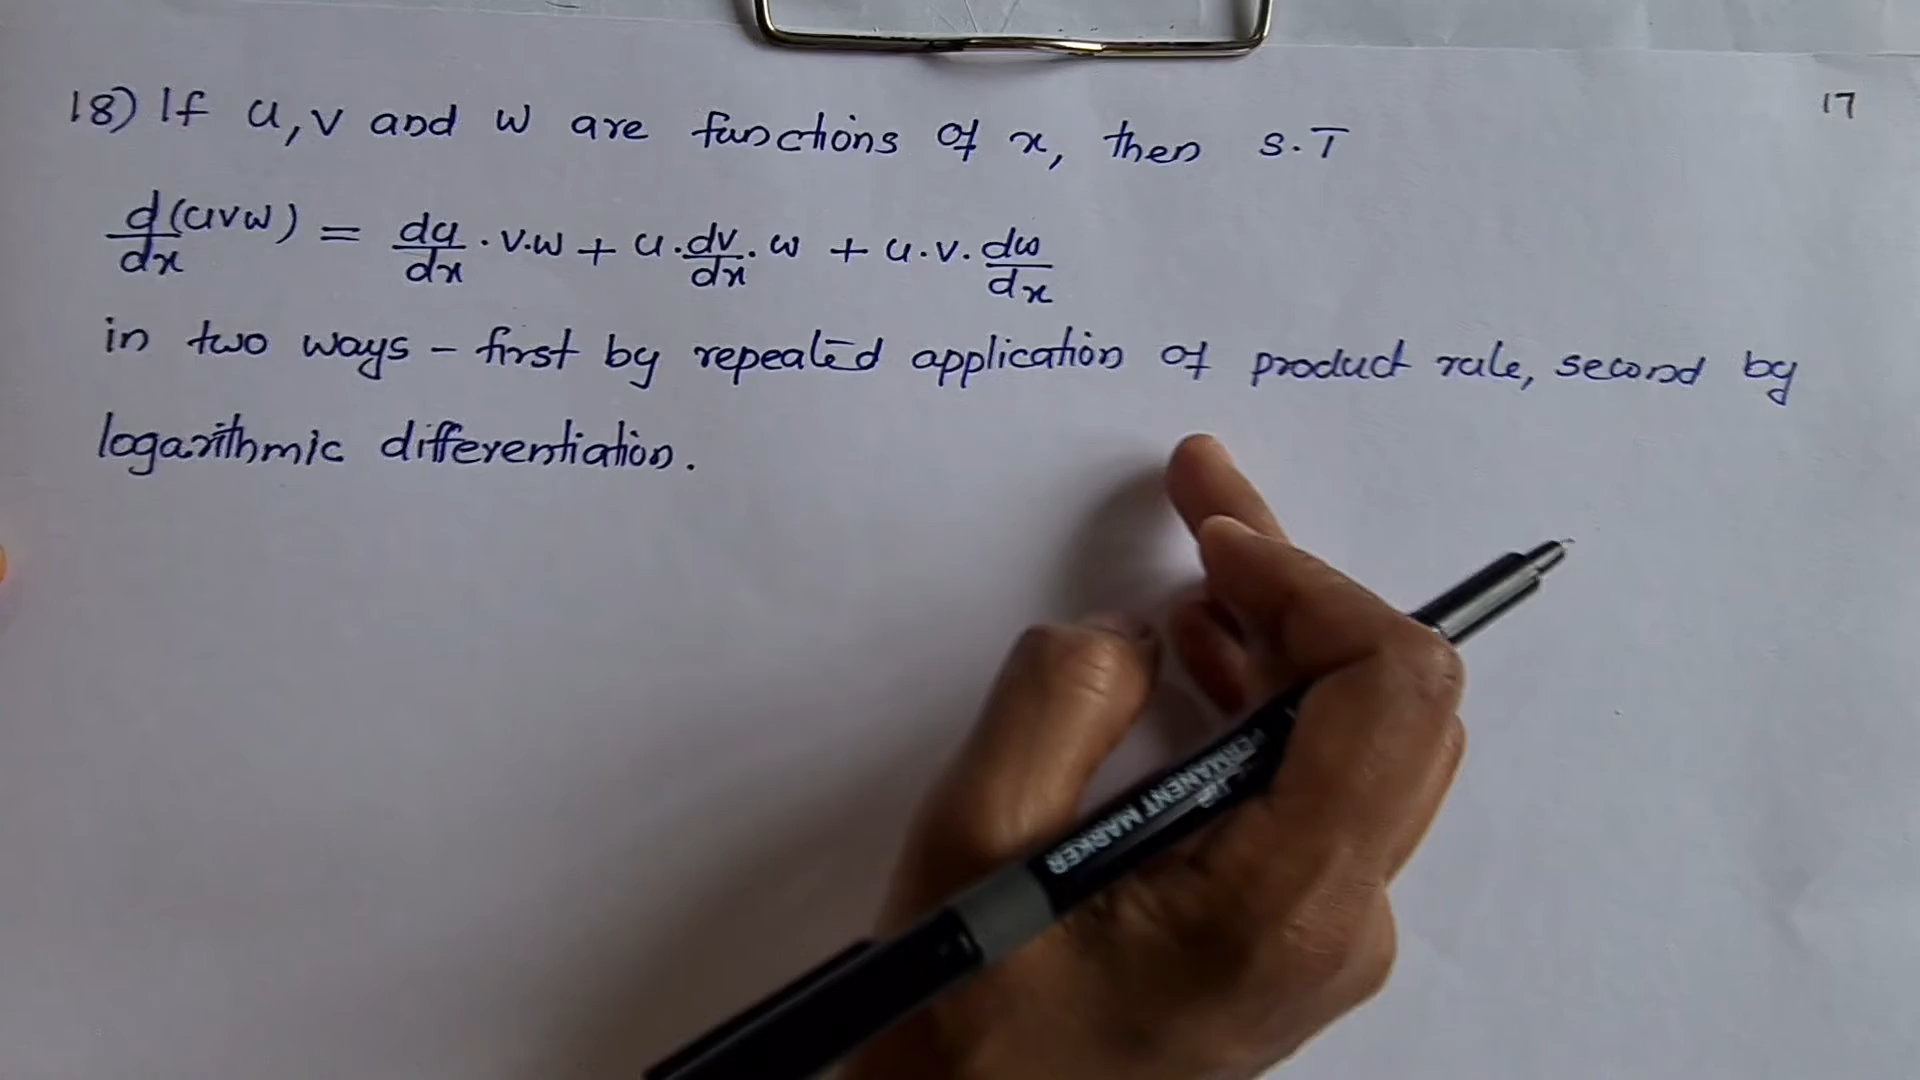 17
18) If u, v and w are functions of x, then S.T
d/dx (uvw) = du/dx . v.w + u . dv/dx . w + u . v . dw/dx
in two ways - first by repeated application of product rule, second by
logarithmic differentiation.
PERMANENT MARKER